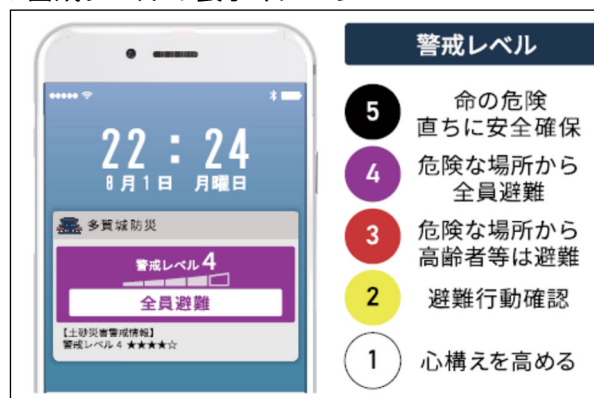 22:24
8月1日 月曜日
多賀城防災
警戒レベル4
全員避難
【土砂災害警戒情報】
警戒レベル4 ★★★★☆
警戒レベル
5 命の危険
直ちに安全確保
4 危険な場所から
全員避難
3 危険な場所から
高齢者等は避難
2 避難行動確認
1 心構えを高める